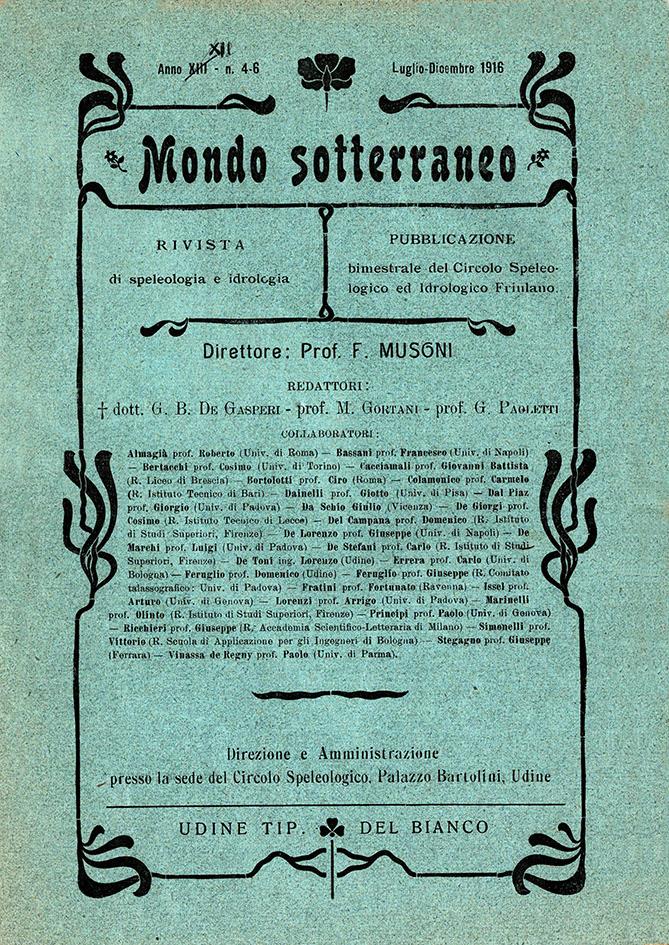 XII
Anno XIII - n. 4-6
Luglio-Dicembre 1916
Mondo sotterraneo
RIVISTA
di speleologia e idrologia
PUBBLICAZIONE
bimestrale del Circolo Speleo-
logico ed Idrologico Friulano.
Direttore: Prof. F. MUSONI
REDATTORI:
† dott. G. B. DE GASPERI - prof. M. GORTANI - prof. G. PAOLETTI
COLLABORATORI:
Almagià prof. Roberto (Univ. di Roma) — Bassani prof. Francesco (Univ. di Napoli)
— Bertacchi prof. Cosimo (Univ. di Torino) — Cacciamali prof. Giovanni Battista
(R. Liceo di Brescia) — Bortolotti prof. Ciro (Roma) — Colamonico prof. Carmelo
(R. Istituto Tecnico di Bari) — Dainelli prof. Giotto (Univ. di Pisa) — Dal Piaz
prof. Giorgio (Univ. di Padova) — Da Schio Giulio (Vicenza) — De Giorgi prof.
Cosimo (R. Istituto Tecnico di Lecce) — Del Campana prof. Domenico (R. Istituto
di Studi Superiori, Firenze) — De Lorenzo prof. Giuseppe (Univ. di Napoli) — De
Marchi prof. Luigi (Univ. di Padova) — De Stefani prof. Carlo (R. Istituto di Studi
Superiori, Firenze) — De Toni ing. Lorenzo (Udine) — Errera prof. Carlo (Univ. di
Bologna) — Feruglio prof. Domenico (Udine) — Feruglio prof. Giuseppe (R. Comitato
talassografico: Univ. di Padova) — Fratini prof. Fortunato (Ravenna) — Issel prof.
Arturo (Univ. di Genova) — Lorenzi prof. Arrigo (Univ. di Padova) — Marinelli
prof. Olinto (R. Istituto di Studi Superiori, Firenze) — Principi prof. Paolo (Univ. di Genova)
— Ricchieri prof. Giuseppe (R. Accademia Scientifico-Letteraria di Milano) — Simonelli prof.
Vittorio (R. Scuola di Applicazione per gli Ingegneri di Bologna) — Stegagno prof. Giuseppe
(Ferrara) — Vinassa de Regny prof. Paolo (Univ. di Parma).
Direzione e Amministrazione
presso la sede del Circolo Speleologico, Palazzo Bartolini, Udine
UDINE TIP. DEL BIANCO